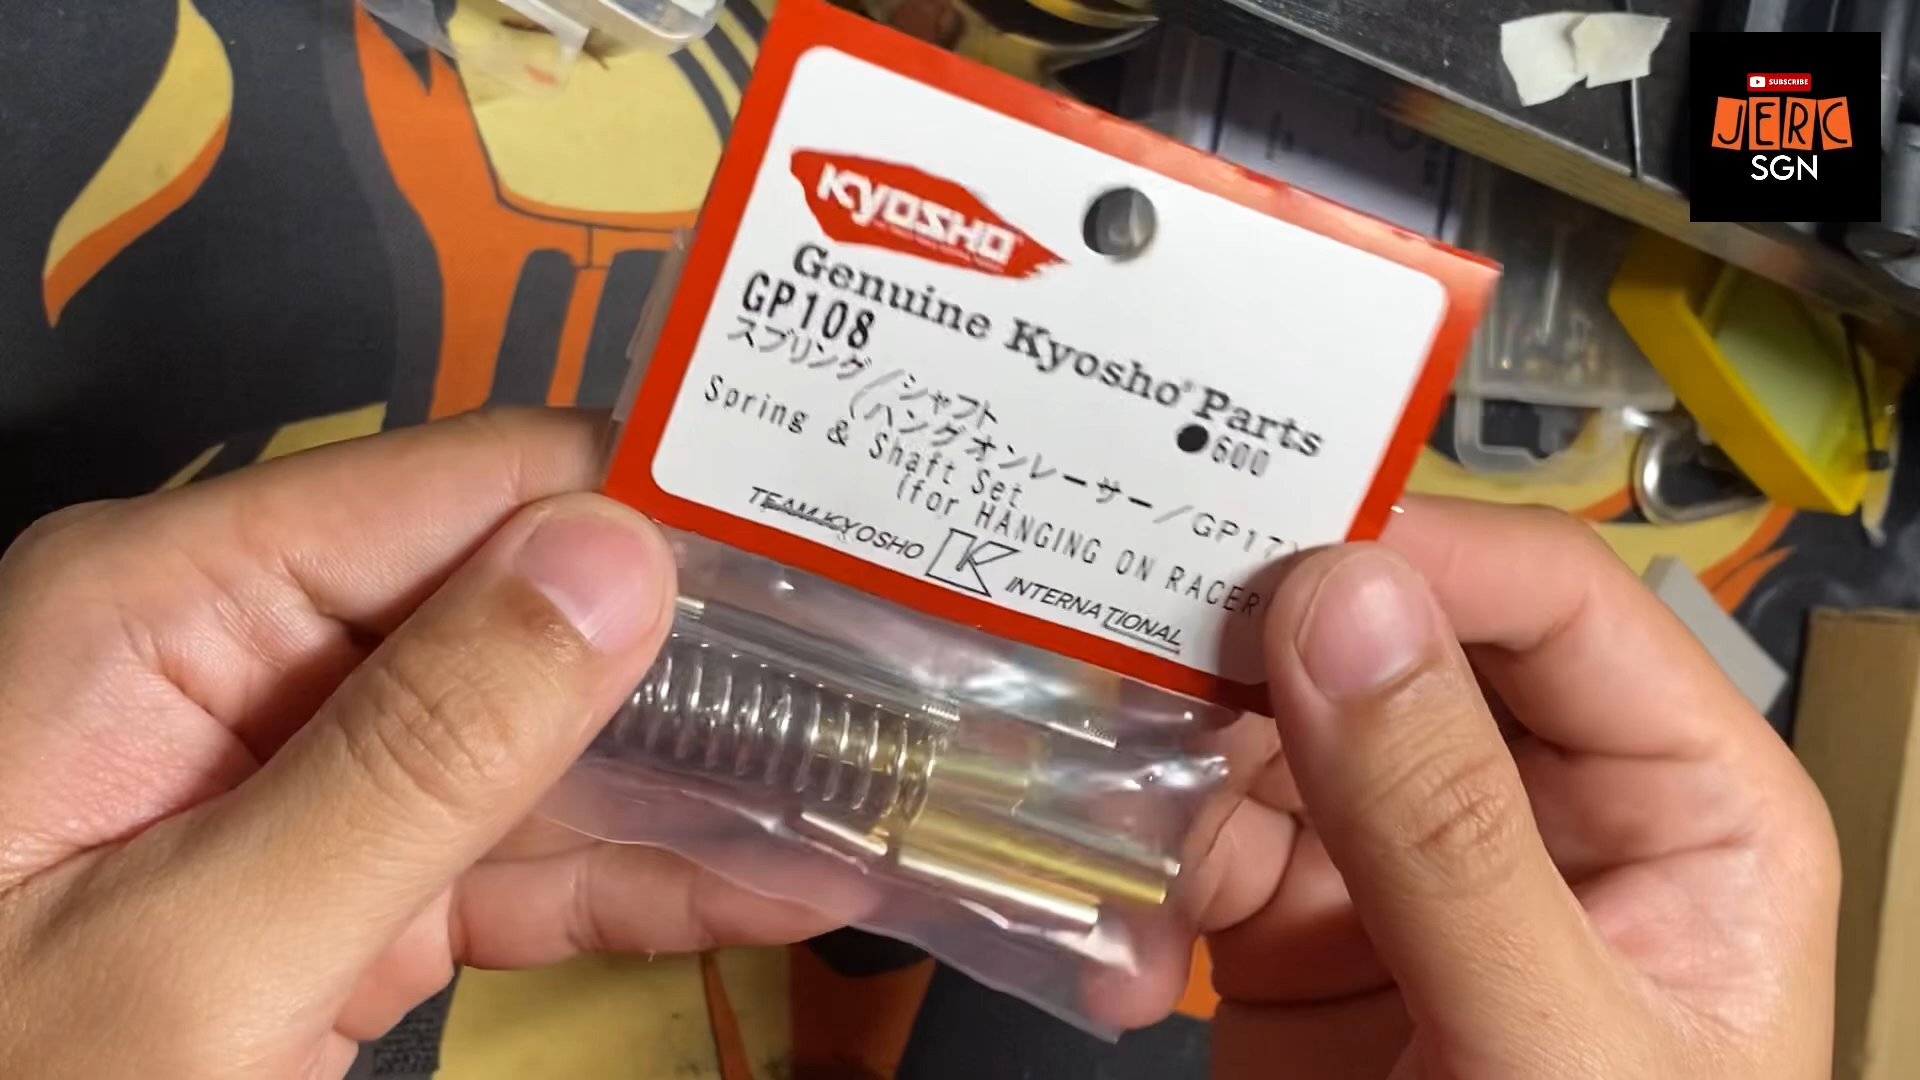 KYOSHO
Genuine Kyosho® Parts
GP108
●600
スプリング/シャフト
(ハングオンレーサー/GP17
Spring & Shaft Set
(for HANGING ON RACER
TEAM KYOSHO K INTERNATIONAL
SUBSCRIBE
JERC
SGN